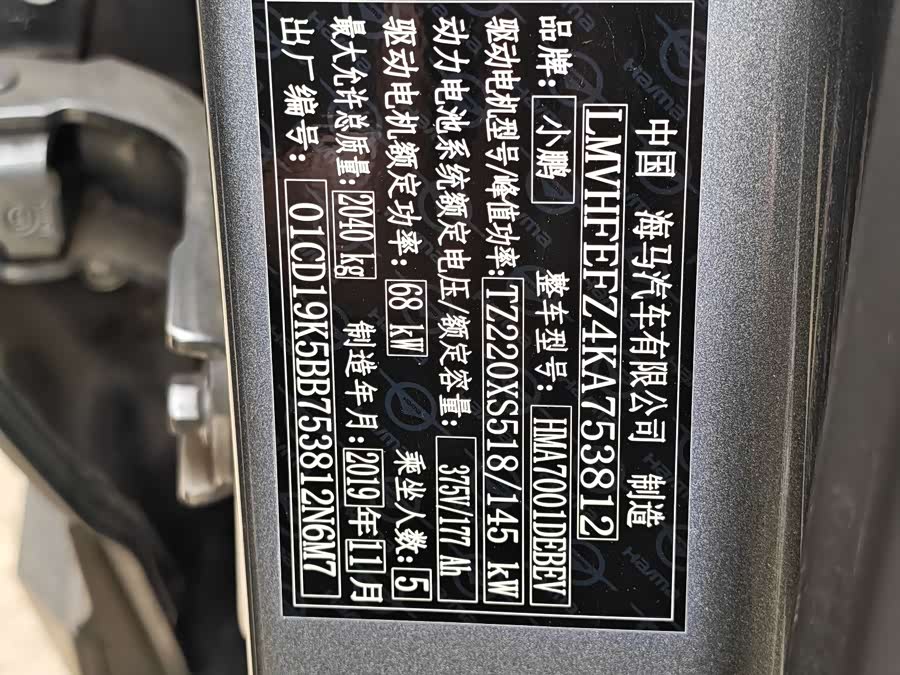 中国 海马汽车有限公司 制造
LMVHFEFZ4KA753812
品牌: 小鹏 整车型号: HMA7001DEBEV
驱动电机型号/峰值功率: TZ220XS518/145 kW
动力电池系统额定电压/额定容量: 375V/177 Ah
驱动电机额定功率: 68 kW 乘坐人数: 5
最大允许总质量: 2040 kg 制造年月: 2019年11月
出厂编号: 01CD19K5BB753812N6M7